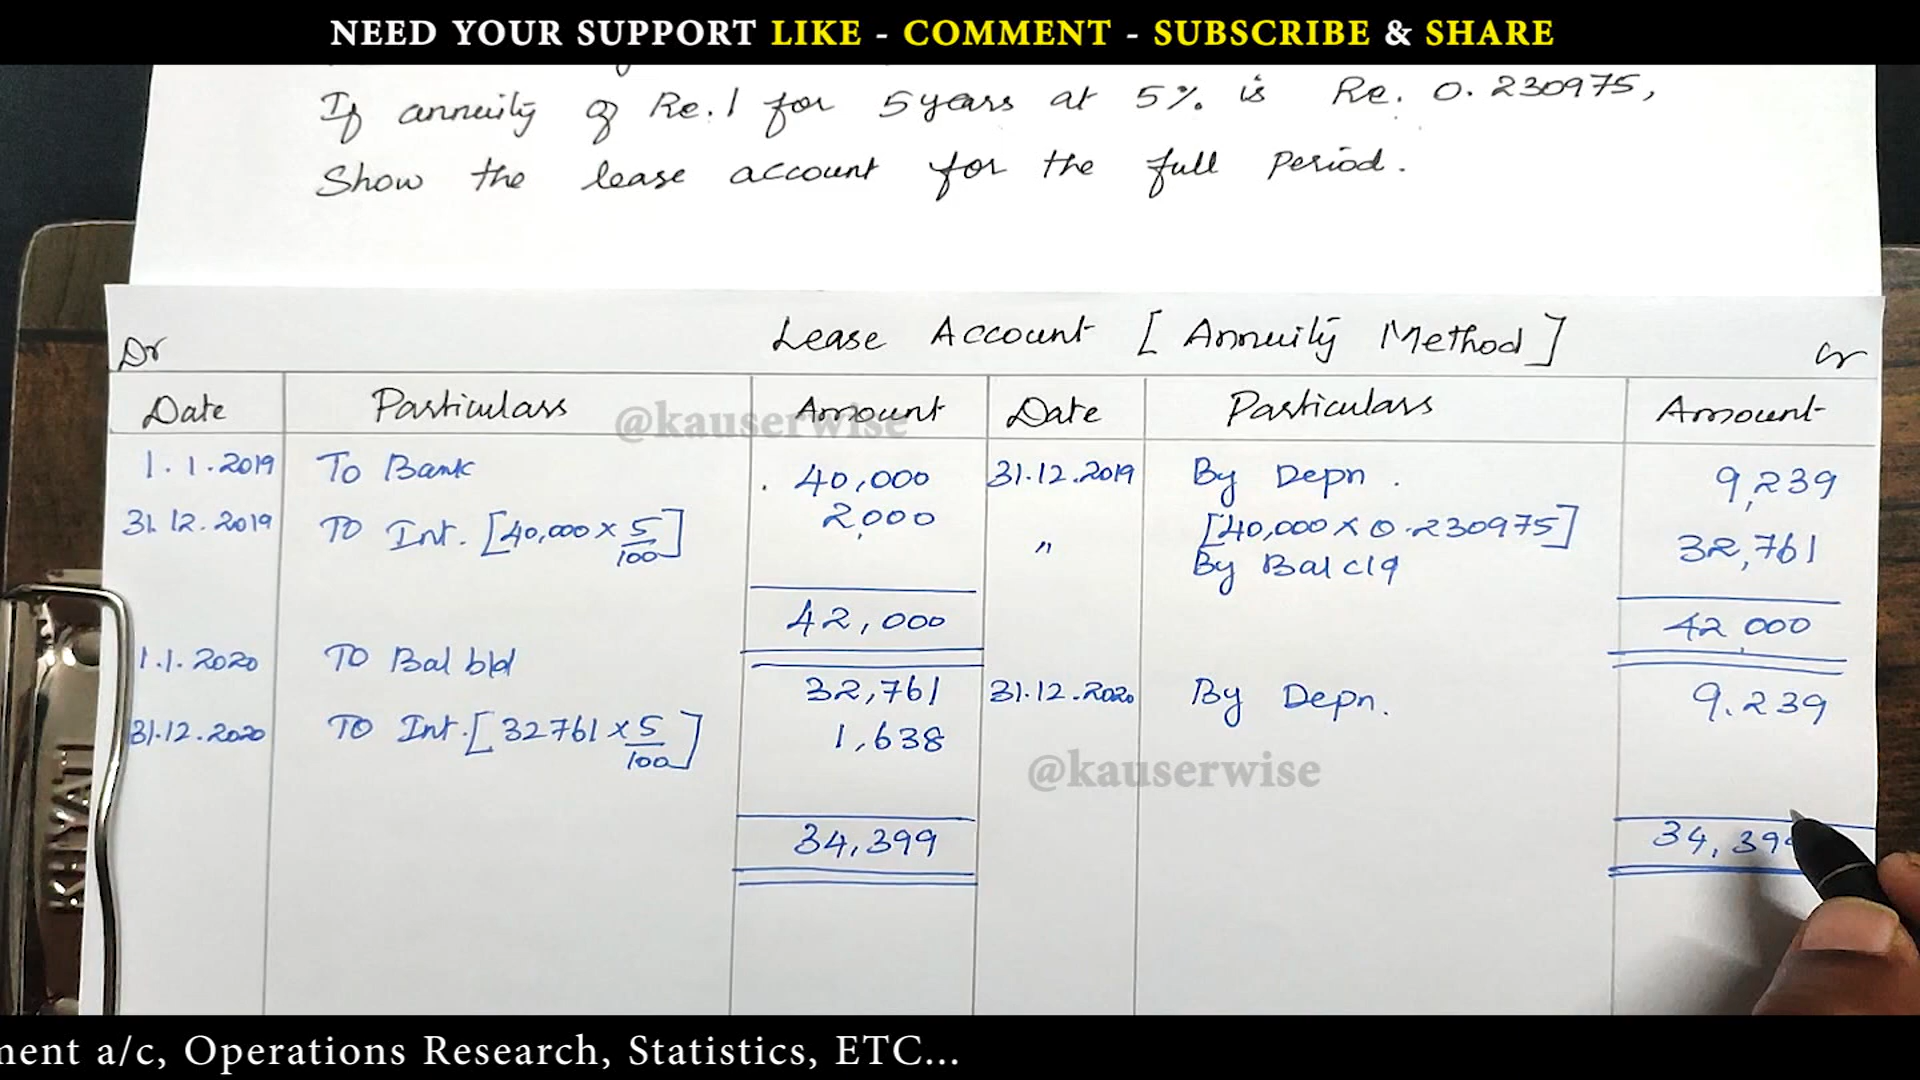 NEED YOUR SUPPORT LIKE - COMMENT - SUBSCRIBE & SHARE
If annuity of Re. 1 for 5 years at 5% is Re. 0.230975,
Show the lease account for the full Period.
Lease Account [Annuity Method]
Dr Cr
Date Particulars Amount Date Particulars Amount
@kauserwise
1.1.2019 To Bank 40,000 31.12.2019 By Depn. 9,239
31.12.2019 To Int. [40,000 × 5/100] 2,000 [40,000 × 0.230975]
" By Bal c/d 32,761
42,000 42,000
1.1.2020 To Bal b/d 32,761 31.12.2020 By Depn. 9.239
31.12.2020 To Int. [32761 × 5/100] 1,638
@kauserwise
34,399 34,39
KEIYAL
ment a/c, Operations Research, Statistics, ETC...